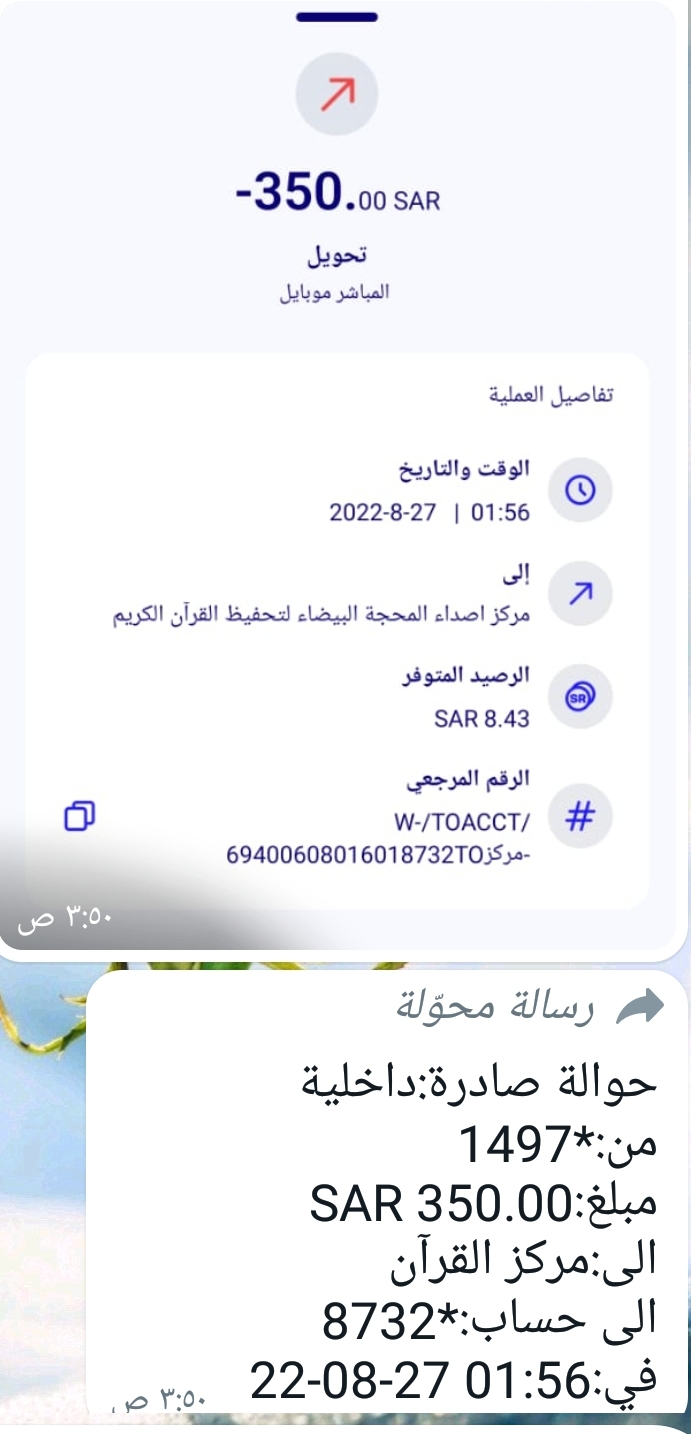 -350.00 SAR
تحويل
المباشر موبايل
تفاصيل العملية
الوقت والتاريخ
2022-8-27 | 01:56
إلى
مركز اصداء المحجة البيضاء لتحفيظ القرآن الكريم
الرصيد المتوفر
SAR 8.43
SR
الرقم المرجعي
W-/TOACCT/
69400608016018732TOمركز-
#
٣:٥٠ ص
رسالة محوّلة
حوالة صادرة:داخلية
من:*1497
مبلغ:SAR 350.00
الى:مركز القرآن
الى حساب:*8732
في:22-08-27 01:56
٣:٥٠ ص